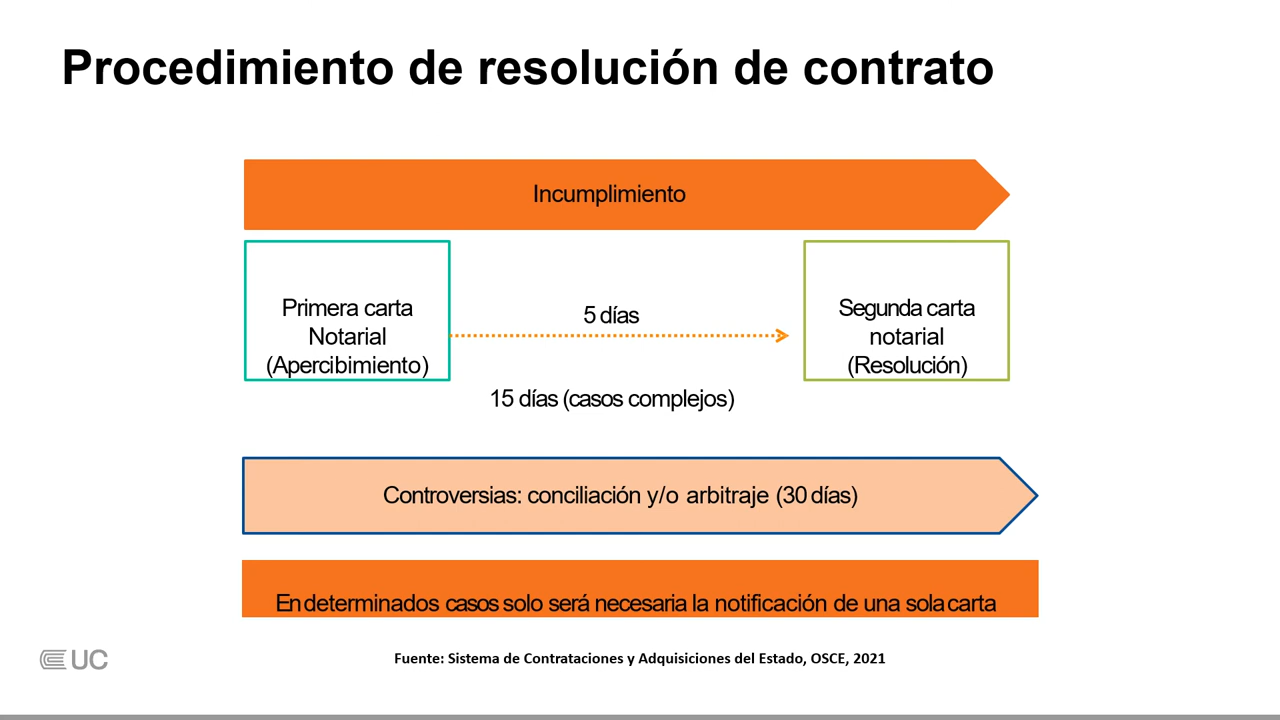 Procedimiento de resolución de contrato
Incumplimiento
Primera carta
Notarial
(Apercibimiento)
5 días
15 días (casos complejos)
Segunda carta
notarial
(Resolución)
Controversias: conciliación y/o arbitraje (30 días)
En determinados casos solo será necesaria la notificación de una sola carta
UC
Fuente: Sistema de Contrataciones y Adquisiciones del Estado, OSCE, 2021